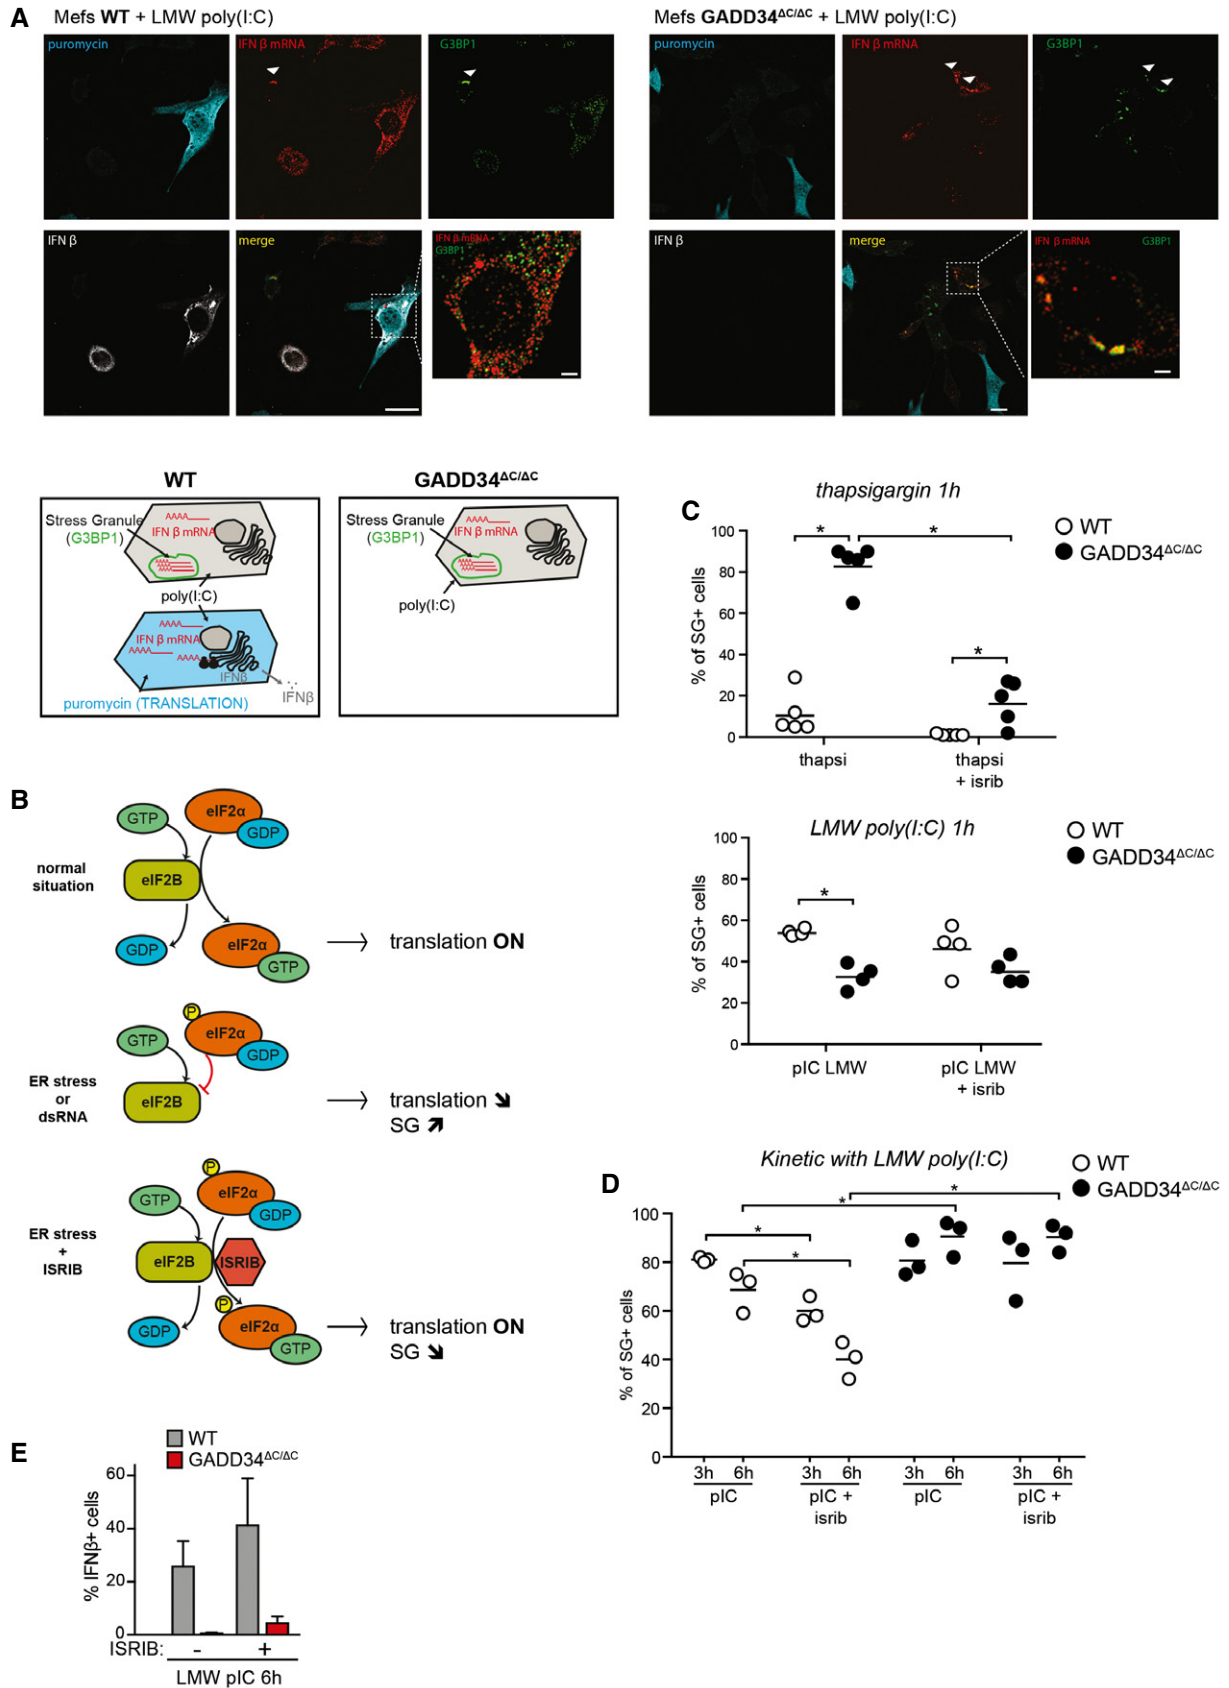 A
Mefs WT + LMW poly(I:C)
Mefs GADD34ΔC/ΔC + LMW poly(I:C)
puromycin
IFN β mRNA
G3BP1
puromycin
IFN β mRNA
G3BP1
IFN β
merge
IFN β mRNA
G3BP1
IFN β
merge
IFN β mRNA
G3BP1
WT
GADD34ΔC/ΔC
Stress Granule
(G3BP1)
AAAA
IFN β mRNA
poly(I:C)
AAAA
IFN β mRNA
AAAA
AAAA
IFNβ
IFNβ
puromycin (TRANSLATION)
Stress Granule
(G3BP1)
AAAA
IFN β mRNA
poly(I:C)
C
thapsigargin 1h
WT
GADD34ΔC/ΔC
% of SG+ cells
100
80
60
40
20
0
*
*
*
thapsi
thapsi
+ isrib
LMW poly(I:C) 1h
WT
GADD34ΔC/ΔC
% of SG+ cells
100
80
60
40
20
0
*
pIC LMW
pIC LMW
+ isrib
B
normal
situation
GTP
eIF2α
GDP
eIF2B
GDP
eIF2α
GTP
translation ON
ER stress
or
dsRNA
GTP
P
eIF2α
GDP
eIF2B
translation
SG
ER stress
+
ISRIB
P
GTP
eIF2α
GDP
eIF2B
ISRIB
P
GDP
eIF2α
GTP
translation ON
SG
D
Kinetic with LMW poly(I:C)
WT
GADD34ΔC/ΔC
% of SG+ cells
100
80
60
40
20
0
*
*
*
*
3h 6h 3h 6h 3h 6h 3h 6h
pIC
pIC +
isrib
pIC
pIC +
isrib
E
WT
GADD34ΔC/ΔC
% IFNβ+ cells
60
40
20
0
ISRIB: - +
LMW pIC 6h